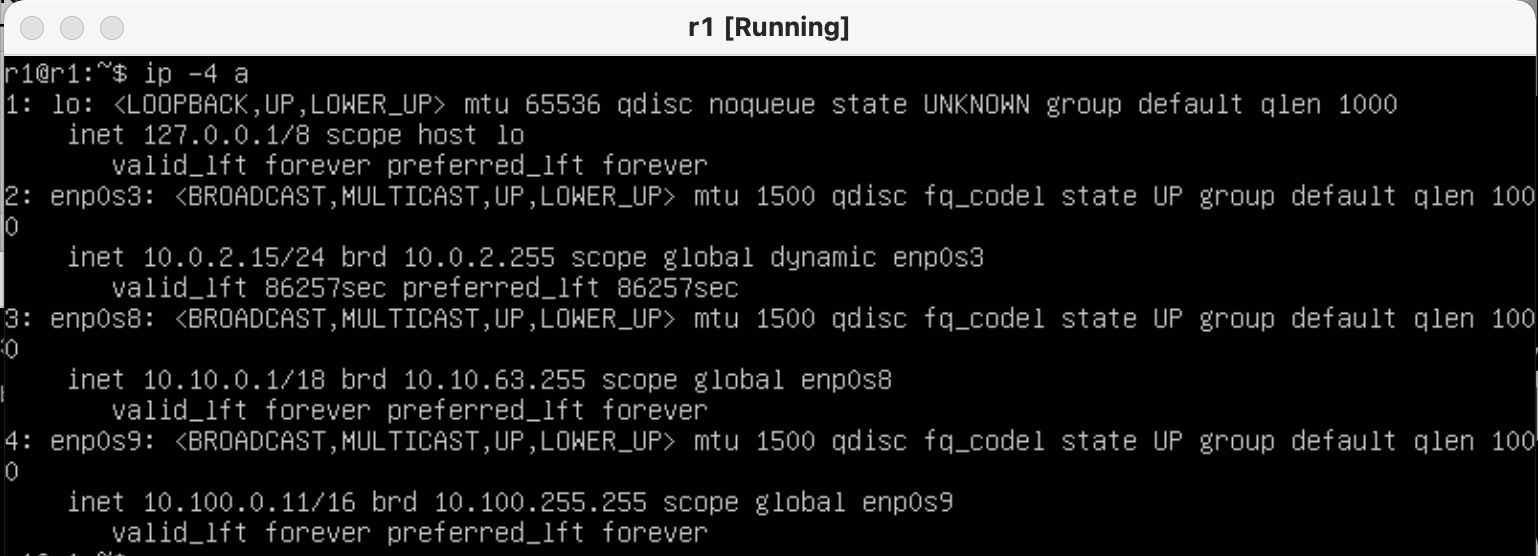 r1 [Running]
r1@r1:~$ ip -4 a
1: lo: <LOOPBACK,UP,LOWER_UP> mtu 65536 qdisc noqueue state UNKNOWN group default qlen 1000
    inet 127.0.0.1/8 scope host lo
       valid_lft forever preferred_lft forever
2: enp0s3: <BROADCAST,MULTICAST,UP,LOWER_UP> mtu 1500 qdisc fq_codel state UP group default qlen 100
0
    inet 10.0.2.15/24 brd 10.0.2.255 scope global dynamic enp0s3
       valid_lft 86257sec preferred_lft 86257sec
3: enp0s8: <BROADCAST,MULTICAST,UP,LOWER_UP> mtu 1500 qdisc fq_codel state UP group default qlen 100
0
    inet 10.10.0.1/18 brd 10.10.63.255 scope global enp0s8
       valid_lft forever preferred_lft forever
4: enp0s9: <BROADCAST,MULTICAST,UP,LOWER_UP> mtu 1500 qdisc fq_codel state UP group default qlen 100
0
    inet 10.100.0.11/16 brd 10.100.255.255 scope global enp0s9
       valid_lft forever preferred_lft forever